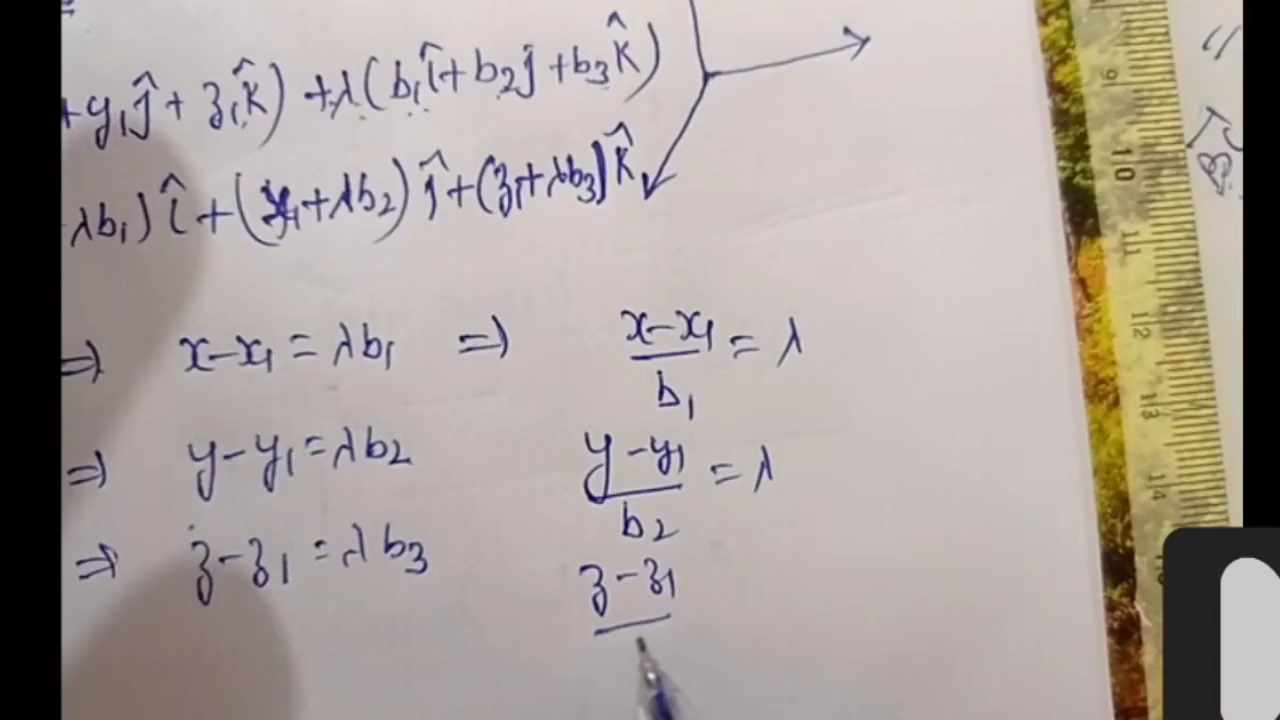 +y₁ĵ + z₁k̂) + λ(b₁î + b₂ĵ + b₃k̂)
λb₁) î + (y₁ + λb₂) ĵ + (z₁ + λb₃) k̂
⇒ x - x₁ = λb₁ ⇒ (x - x₁)/b₁ = λ
⇒ y - y₁ = λb₂ (y - y₁)/b₂ = λ
⇒ z - z₁ = λb₃ z - z₁
9
10
11
12
13
14